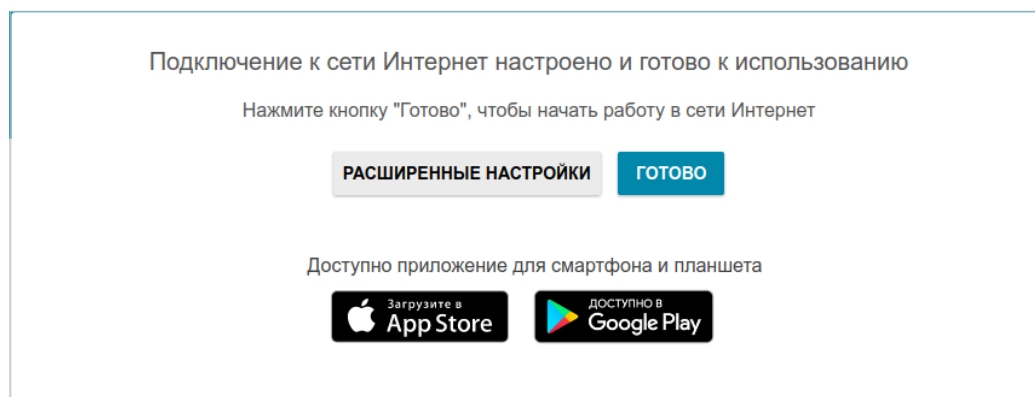 Подключение к сети Интернет настроено и готово к использованию
Нажмите кнопку "Готово", чтобы начать работу в сети Интернет
РАСШИРЕННЫЕ НАСТРОЙКИ ГОТОВО
Доступно приложение для смартфона и планшета
Загрузите в
App Store
ДОСТУПНО В
Google Play